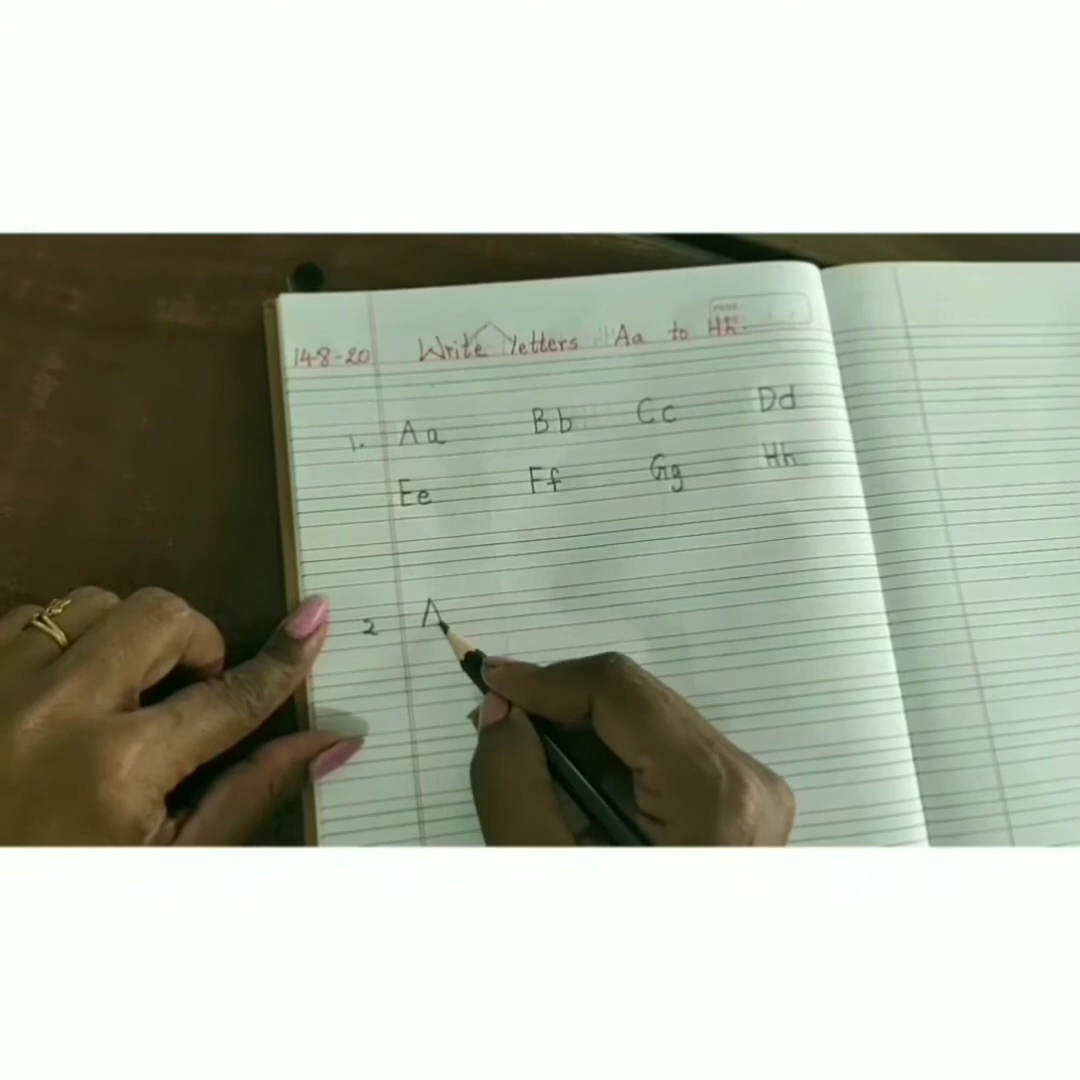 14-8-20 Write letters Aa to Hh.
1. Aa Bb Cc Dd
Ee Ff Gg Hh
2 A